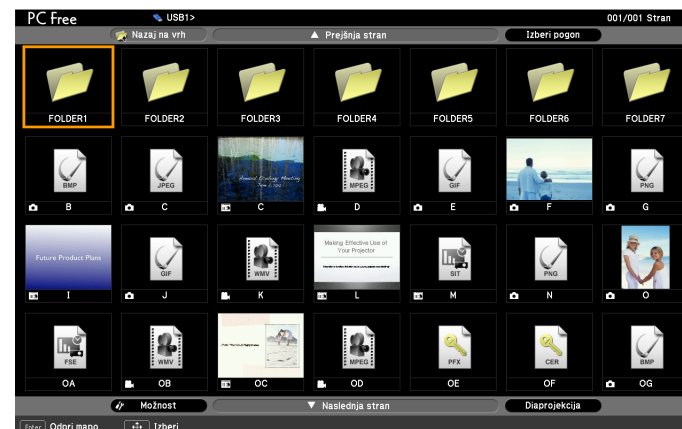 PC Free USB1> 001/001 Stran
Nazaj na vrh Prejšnja stran Izberi pogon
FOLDER1 FOLDER2 FOLDER3 FOLDER4 FOLDER5 FOLDER6 FOLDER7
BMP JPEG Annual Ecology Meeting MPEG GIF PNG
B C C D E F G
Future Product Plans GIF WMV Making Effective Use of
Your Projector SIT PNG
I J K L M N O
FSE WMV MPEG PFX CER BMP
OA OB OC OD OE OF OG
Možnost Naslednja stran Diaprojekcija
Enter Odpri mapo Izberi